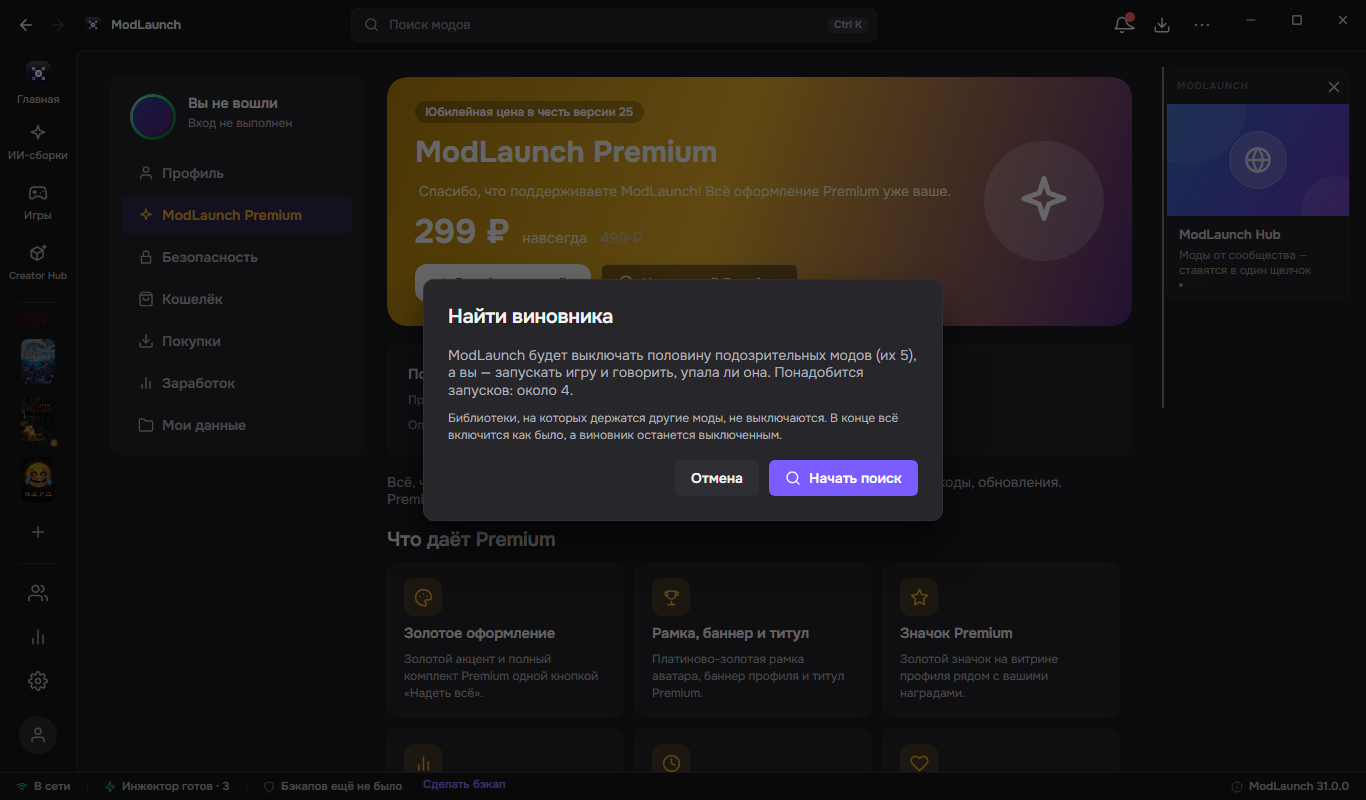 ModLaunch
Поиск модов
Ctrl K
Главная
ИИ-сборки
Игры
Creator Hub
Вы не вошли
Вход не выполнен
Профиль
ModLaunch Premium
Безопасность
Кошелёк
Покупки
Заработок
Мои данные
Юбилейная цена в честь версии 25
ModLaunch Premium
Спасибо, что поддерживаете ModLaunch! Всё оформление Premium уже ваше.
299 ₽ навсегда 499 ₽
MODLAUNCH
ModLaunch Hub
Моды от сообщества —
ставятся в один щелчок
Найти виновника
ModLaunch будет выключать половину подозрительных модов (их 5),
а вы — запускать игру и говорить, упала ли она. Понадобится
запусков: около 4.
Библиотеки, на которых держатся другие моды, не выключаются. В конце всё
включится как было, а виновник останется выключенным.
Отмена
Начать поиск
Всё, обновления.
Что даёт Premium
Золотое оформление
Золотой акцент и полный
комплект Premium одной кнопкой
«Надеть всё».
Рамка, баннер и титул
Платиново-золотая рамка
аватара, баннер профиля и титул
Premium.
Значок Premium
Золотой значок на витрине
профиля рядом с вашими
наградами.
В сети
Инжектор готов · 3
Бэкапов ещё не было
Сделать бэкап
ModLaunch 31.0.0